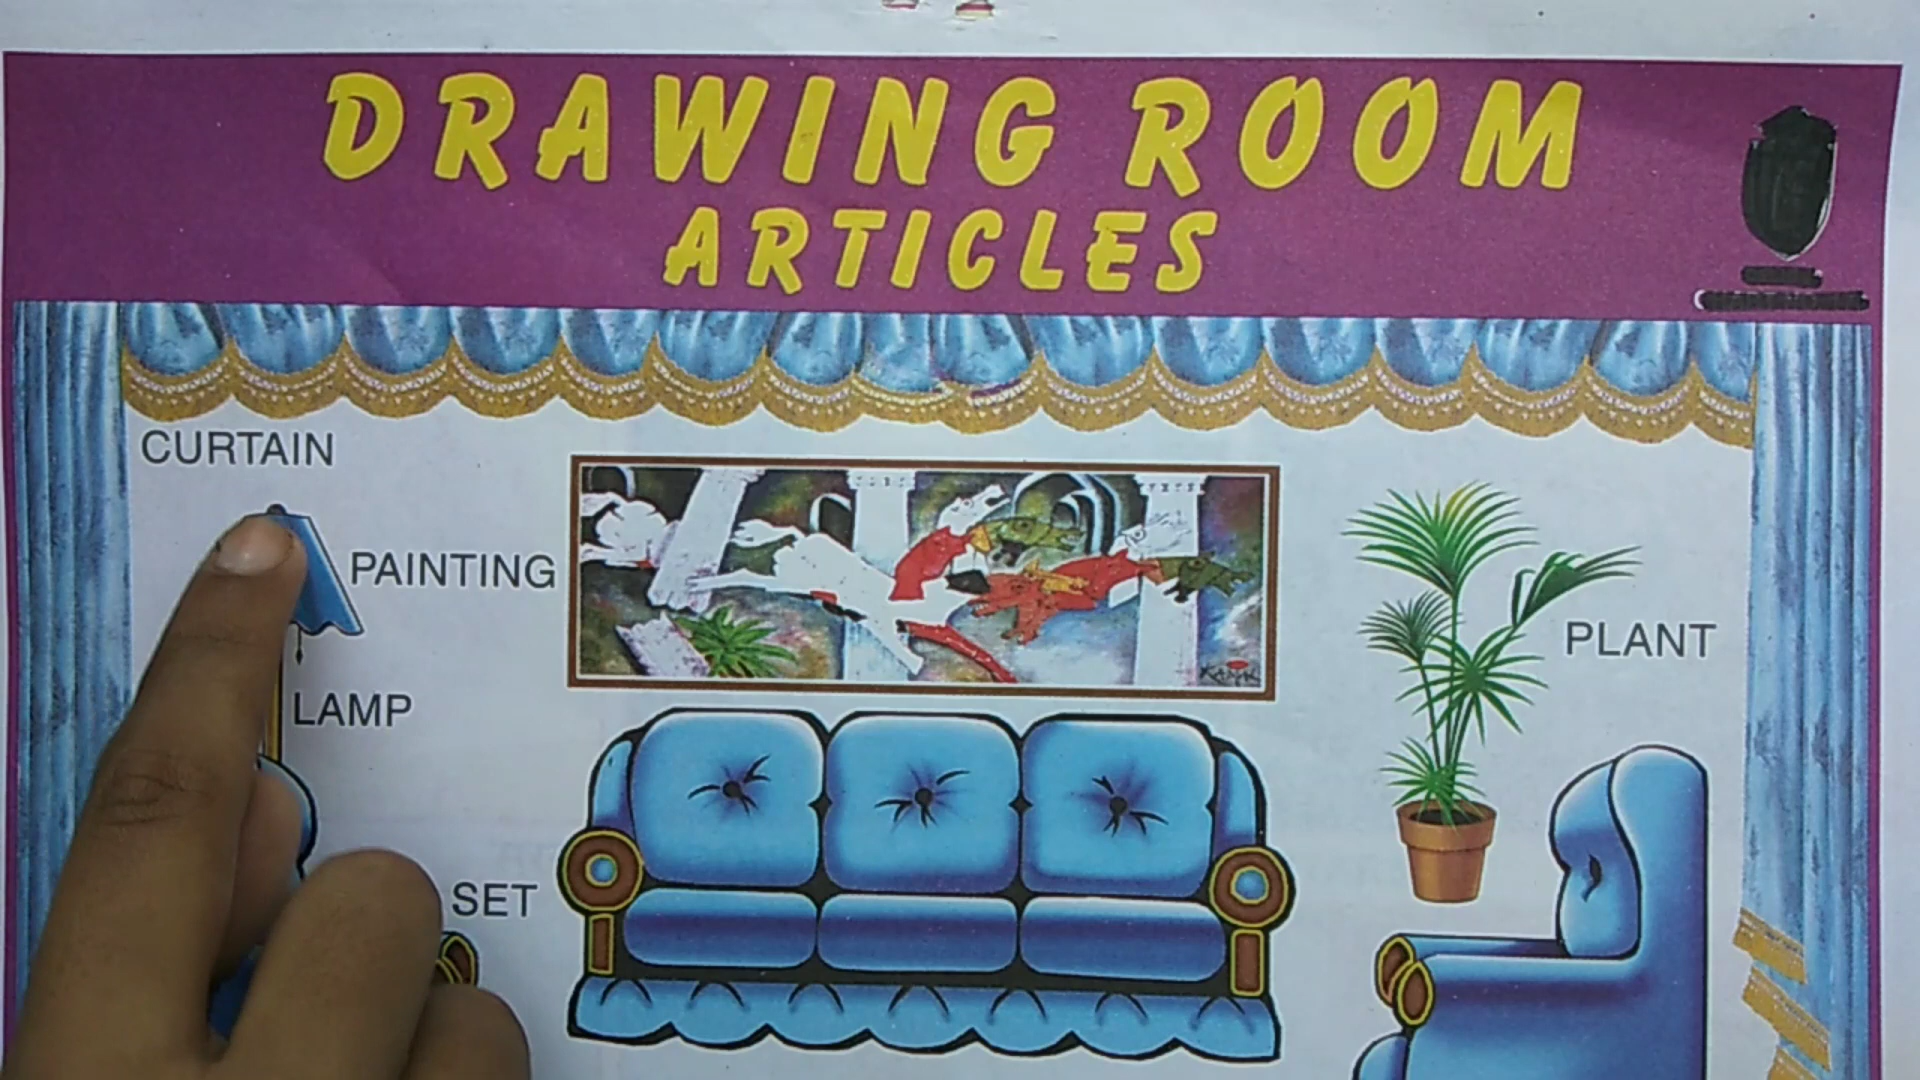 DRAWING ROOM
ARTICLES
CURTAIN
PAINTING
PLANT
LAMP
SET